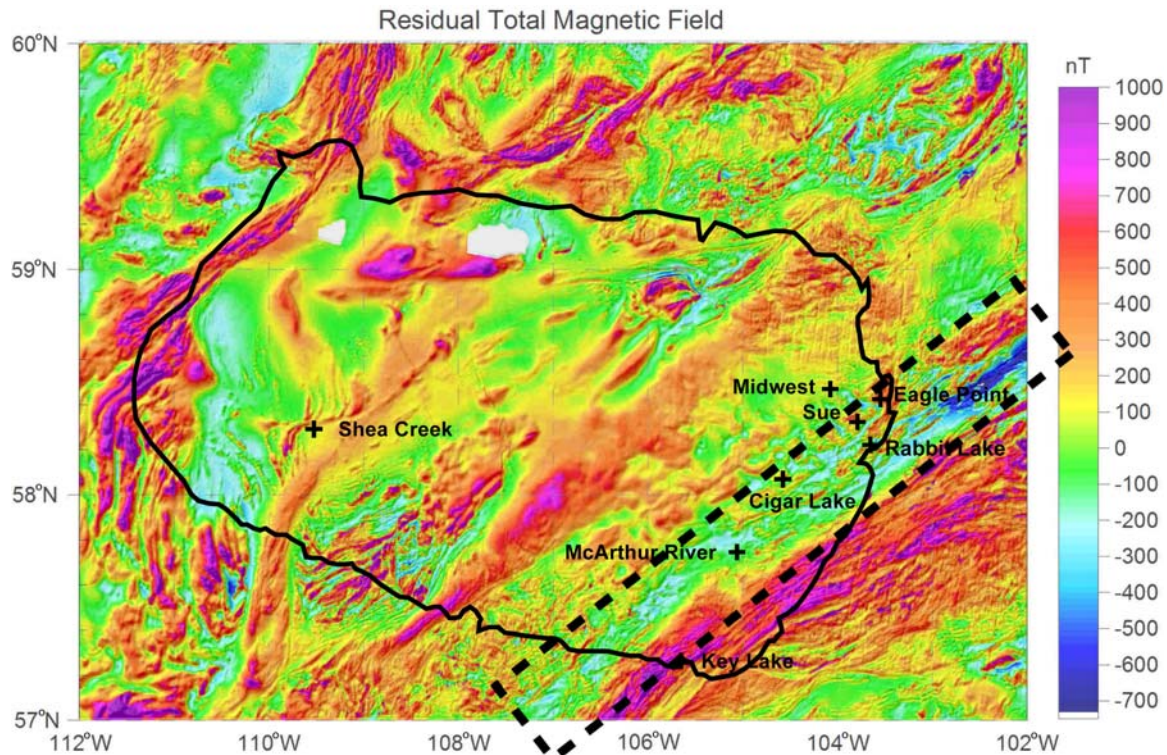 Residual Total Magnetic Field
60°N
59°N
58°N
57°N
112°W
110°W
108°W
106°W
104°W
102°W
Midwest
Eagle Point
Sue
Shea Creek
Rabbit Lake
Cigar Lake
McArthur River
Key Lake
nT
1000
900
800
700
600
500
400
300
200
100
0
-100
-200
-300
-400
-500
-600
-700